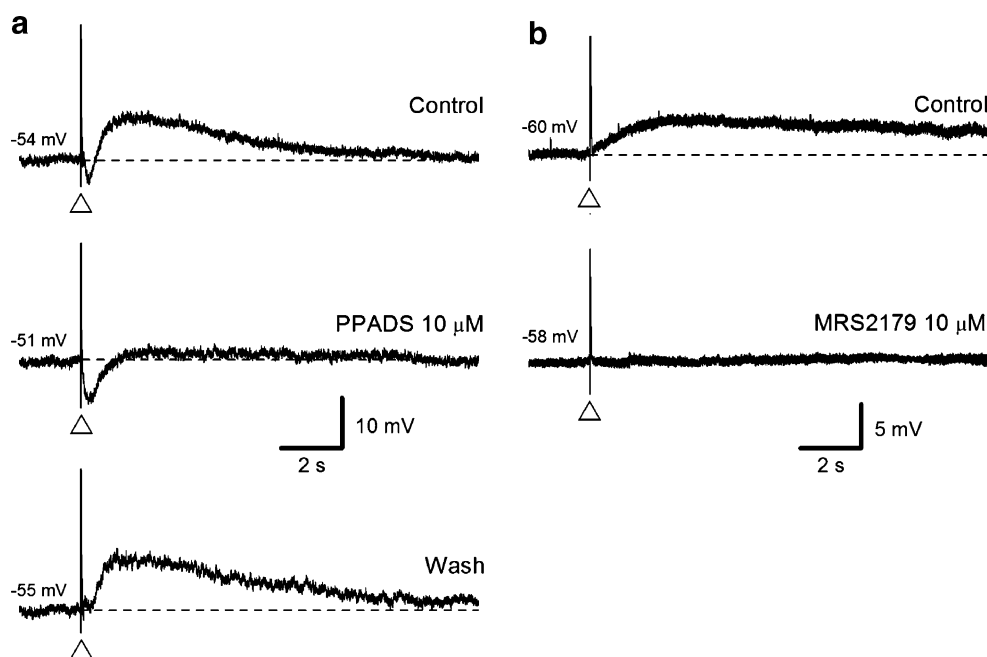 a
Control
-54 mV
PPADS 10 μM
-51 mV
10 mV
2 s
Wash
-55 mV
b
Control
-60 mV
MRS2179 10 μM
-58 mV
5 mV
2 s